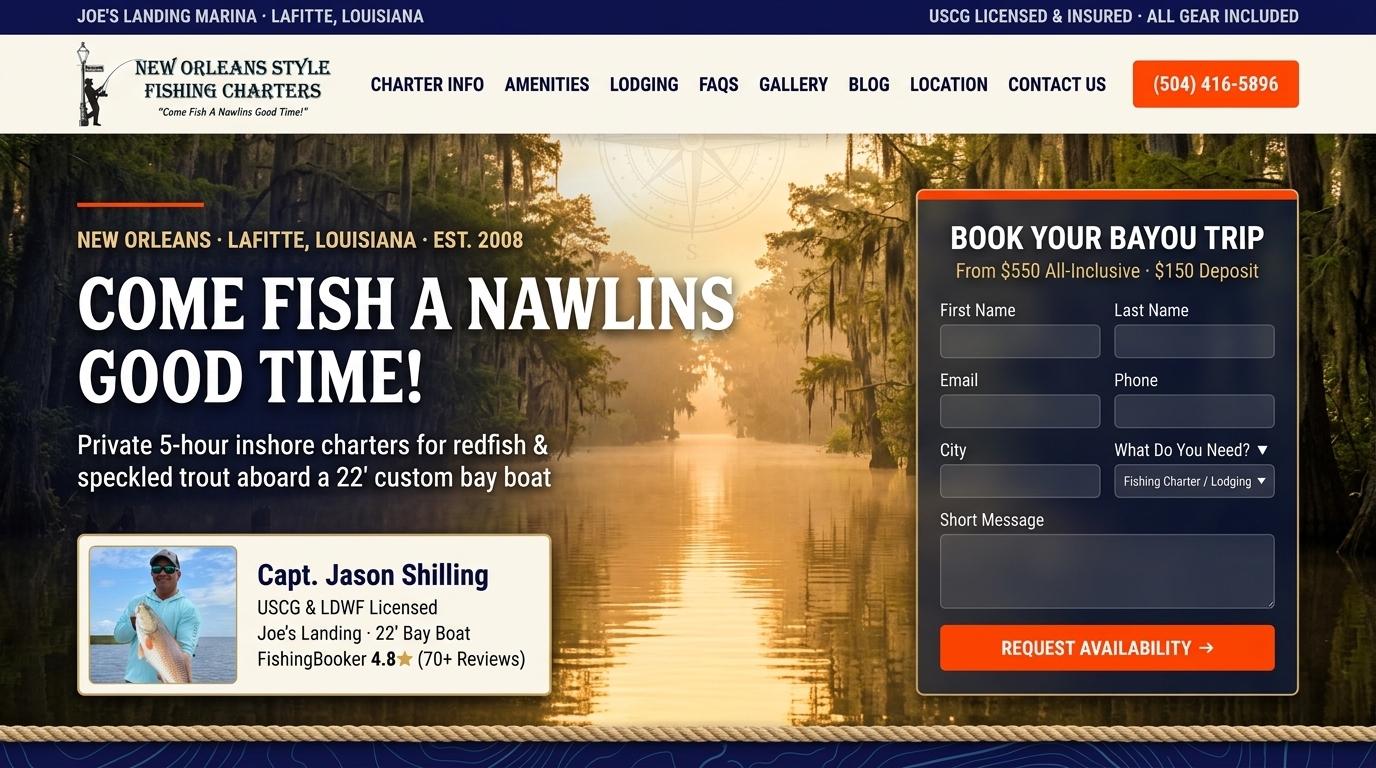 JOE'S LANDING MARINA · LAFITTE, LOUISIANA
USCG LICENSED & INSURED · ALL GEAR INCLUDED
NEW ORLEANS STYLE
FISHING CHARTERS
"Come Fish A Nawlins Good Time!"
CHARTER INFO
AMENITIES
LODGING
FAQS
GALLERY
BLOG
LOCATION
CONTACT US
(504) 416-5896
NEW ORLEANS · LAFITTE, LOUISIANA · EST. 2008
COME FISH A NAWLINS
GOOD TIME!
Private 5-hour inshore charters for redfish &
speckled trout aboard a 22' custom bay boat
Capt. Jason Shilling
USCG & LDWF Licensed
Joe's Landing · 22' Bay Boat
FishingBooker 4.8★ (70+ Reviews)
W
E
S
BOOK YOUR BAYOU TRIP
From $550 All-Inclusive · $150 Deposit
First Name
Last Name
Email
Phone
City
What Do You Need? ▼
Fishing Charter / Lodging ▼
Short Message
REQUEST AVAILABILITY →